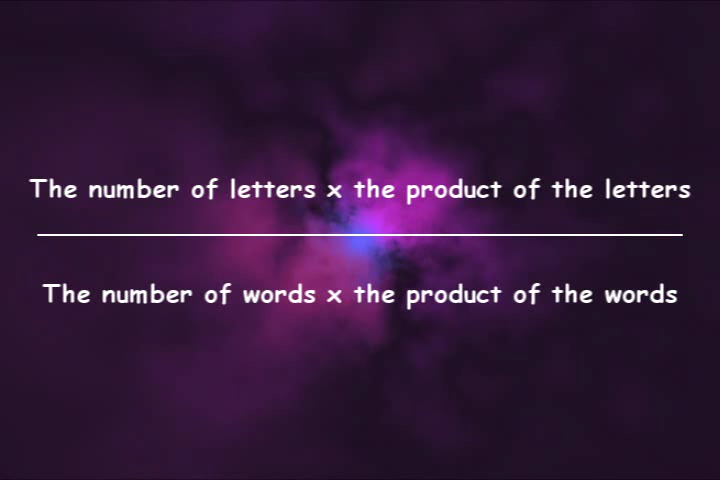 The number of letters x the product of the letters
The number of words x the product of the words